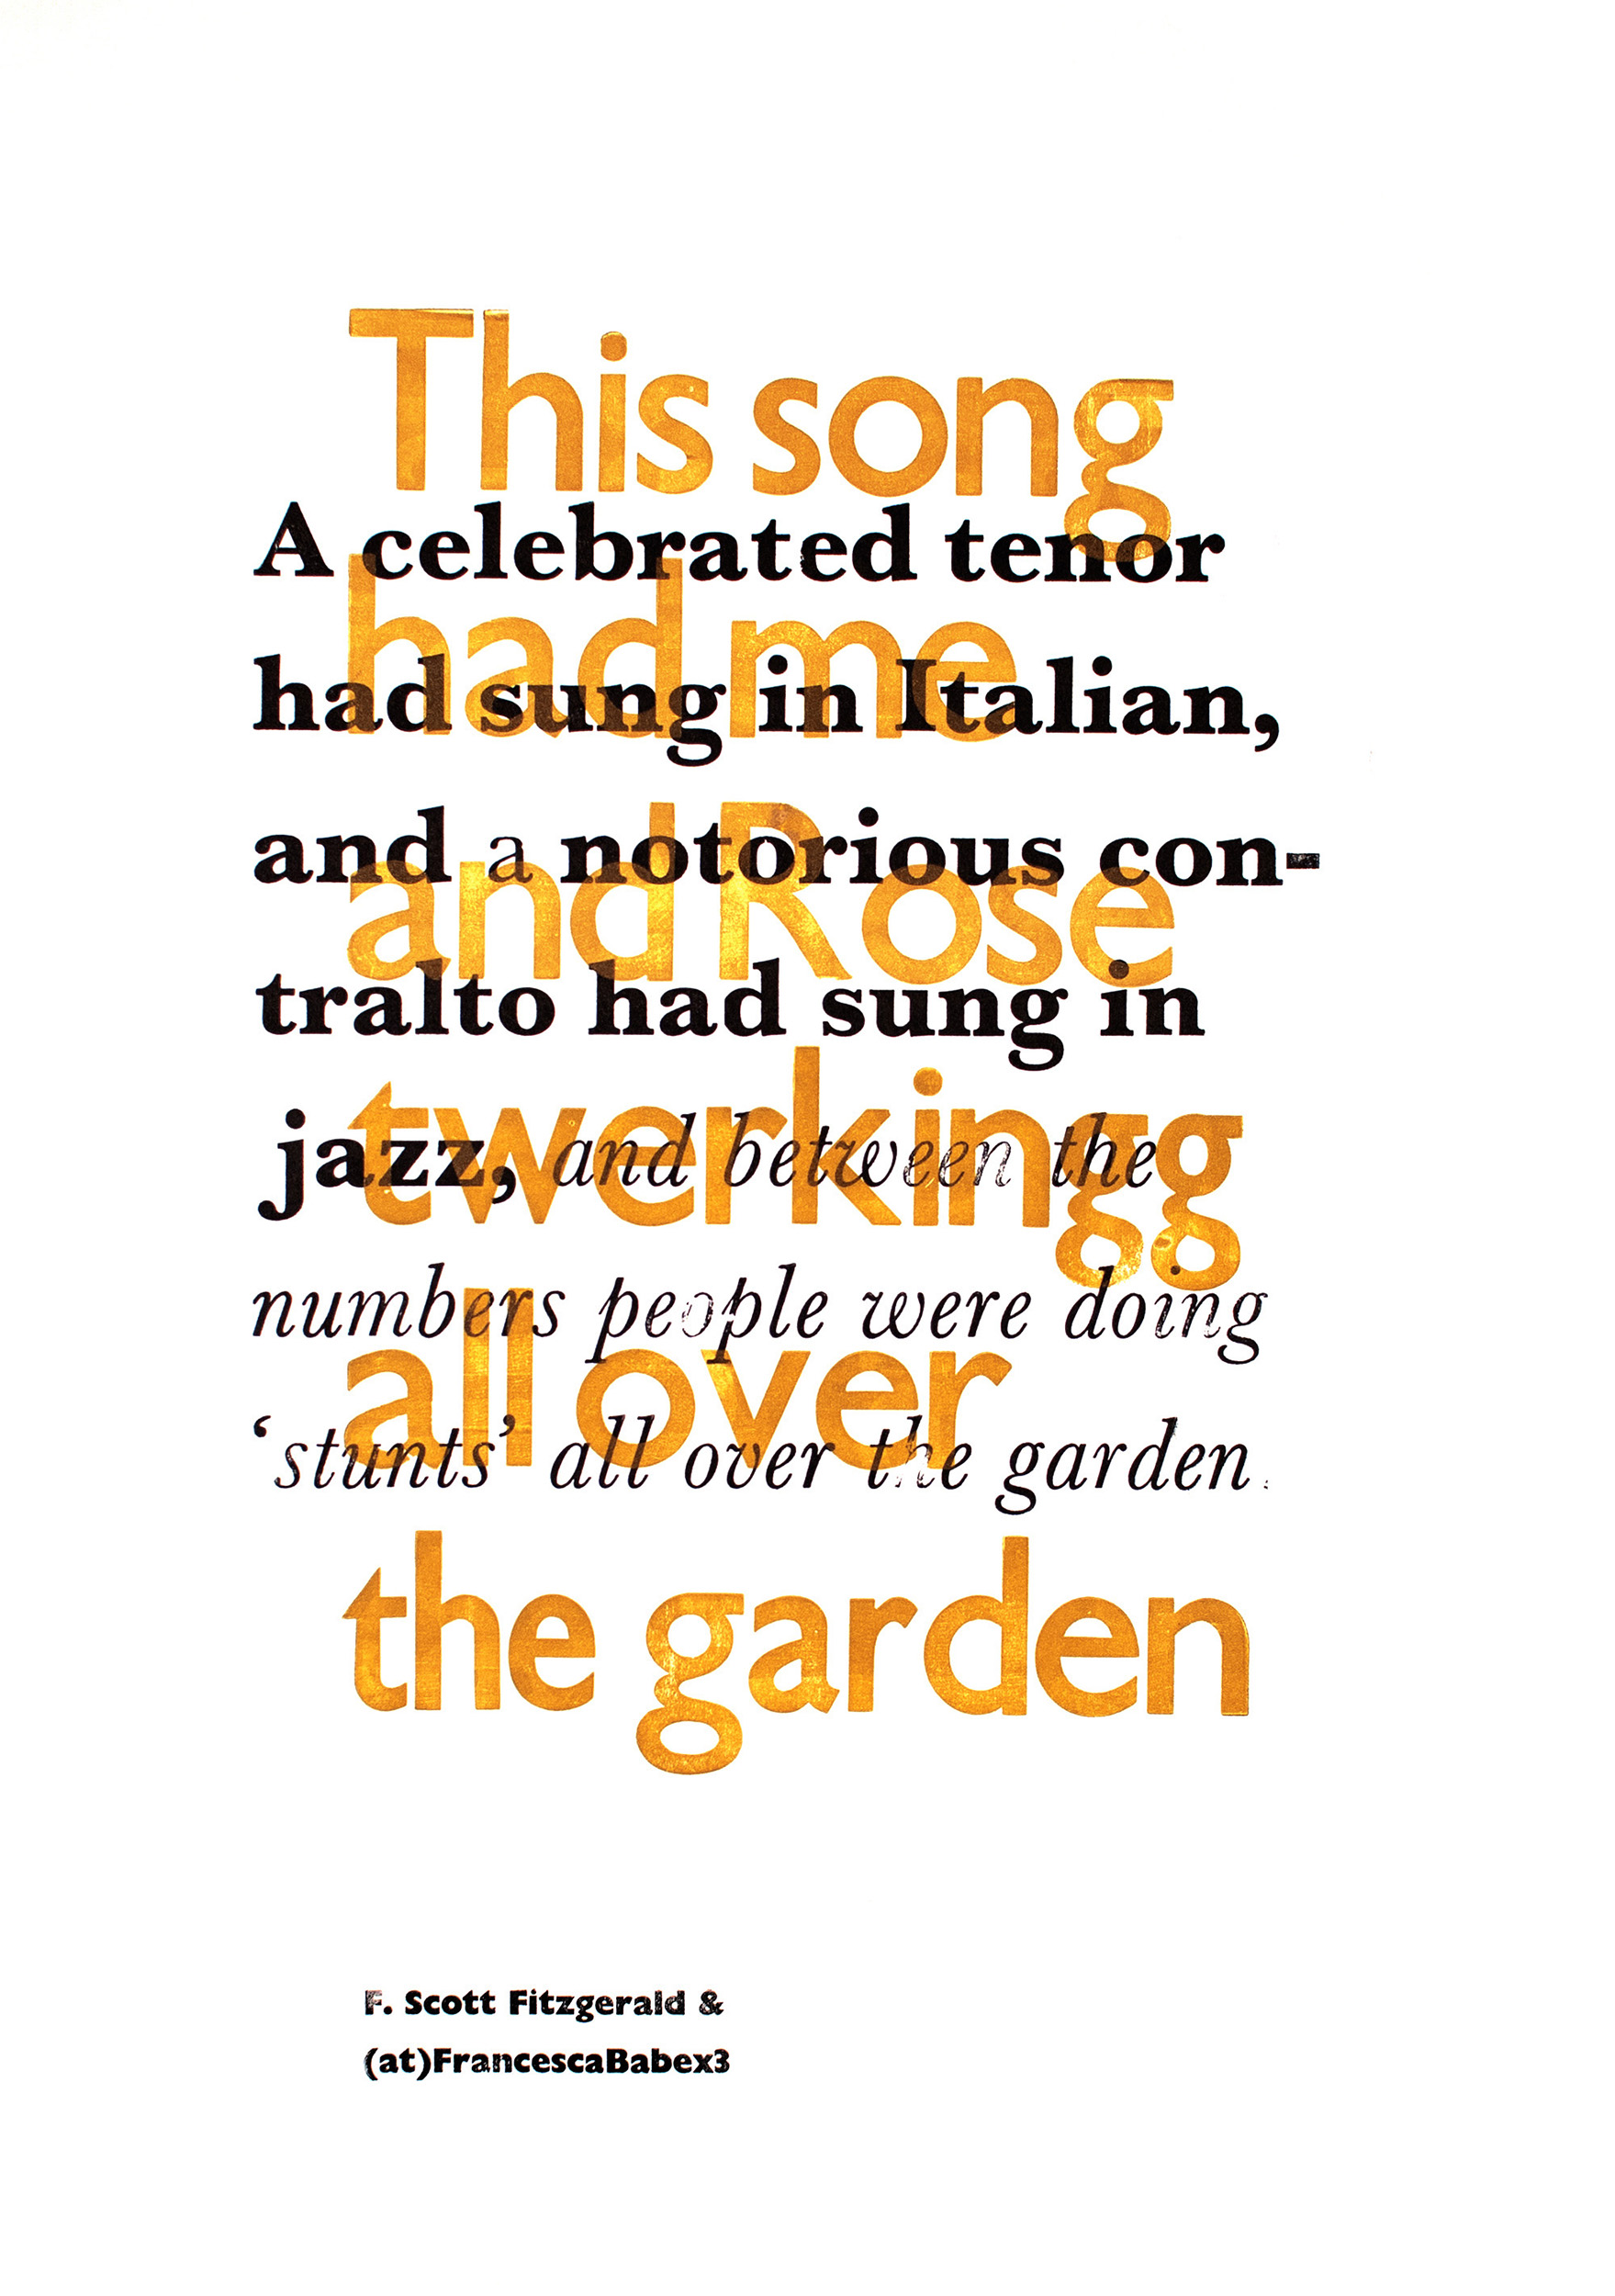 This song
A celebrated tenor
had me
had sung in Italian,
and a notorious con-
and Rose
tralto had sung in
twerkingg
jazz, and between the
numbers people were doing
all over
‘stunts’ all over the garden.
the garden
F. Scott Fitzgerald &
(at)FrancescaBabex3